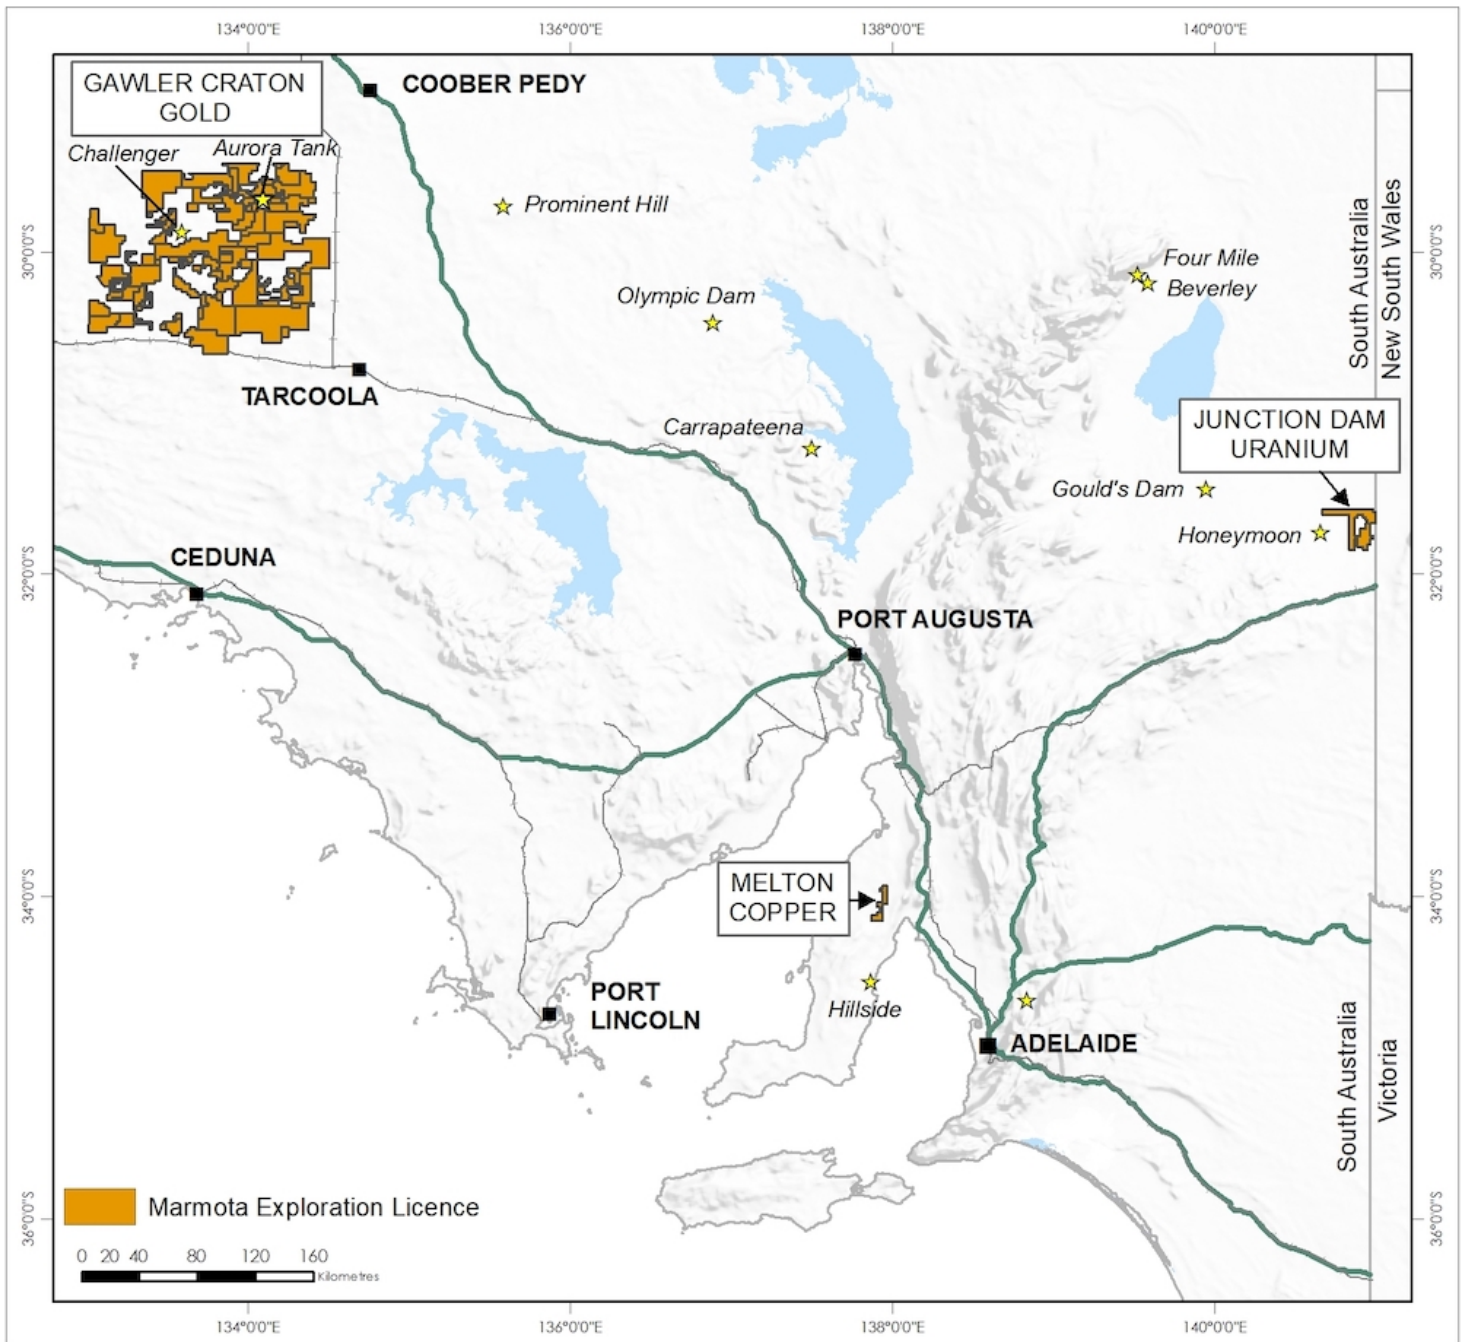 134°0'0"E
136°0'0"E
138°0'0"E
140°0'0"E
GAWLER CRATON
GOLD
COOBER PEDY
Challenger
Aurora Tank
Prominent Hill
South Australia
New South Wales
30°0'0"S
30°0'0"S
Four Mile
Beverley
Olympic Dam
TARCOOLA
Carrapateena
JUNCTION DAM
URANIUM
Gould's Dam
Honeymoon
CEDUNA
32°0'0"S
32°0'0"S
PORT AUGUSTA
MELTON
COPPER
34°0'0"S
34°0'0"S
PORT
LINCOLN
Hillside
ADELAIDE
South Australia
Victoria
Marmota Exploration Licence
36°0'0"S
36°0'0"S
0 20 40 80 120 160
Kilometres
134°0'0"E
136°0'0"E
138°0'0"E
140°0'0"E